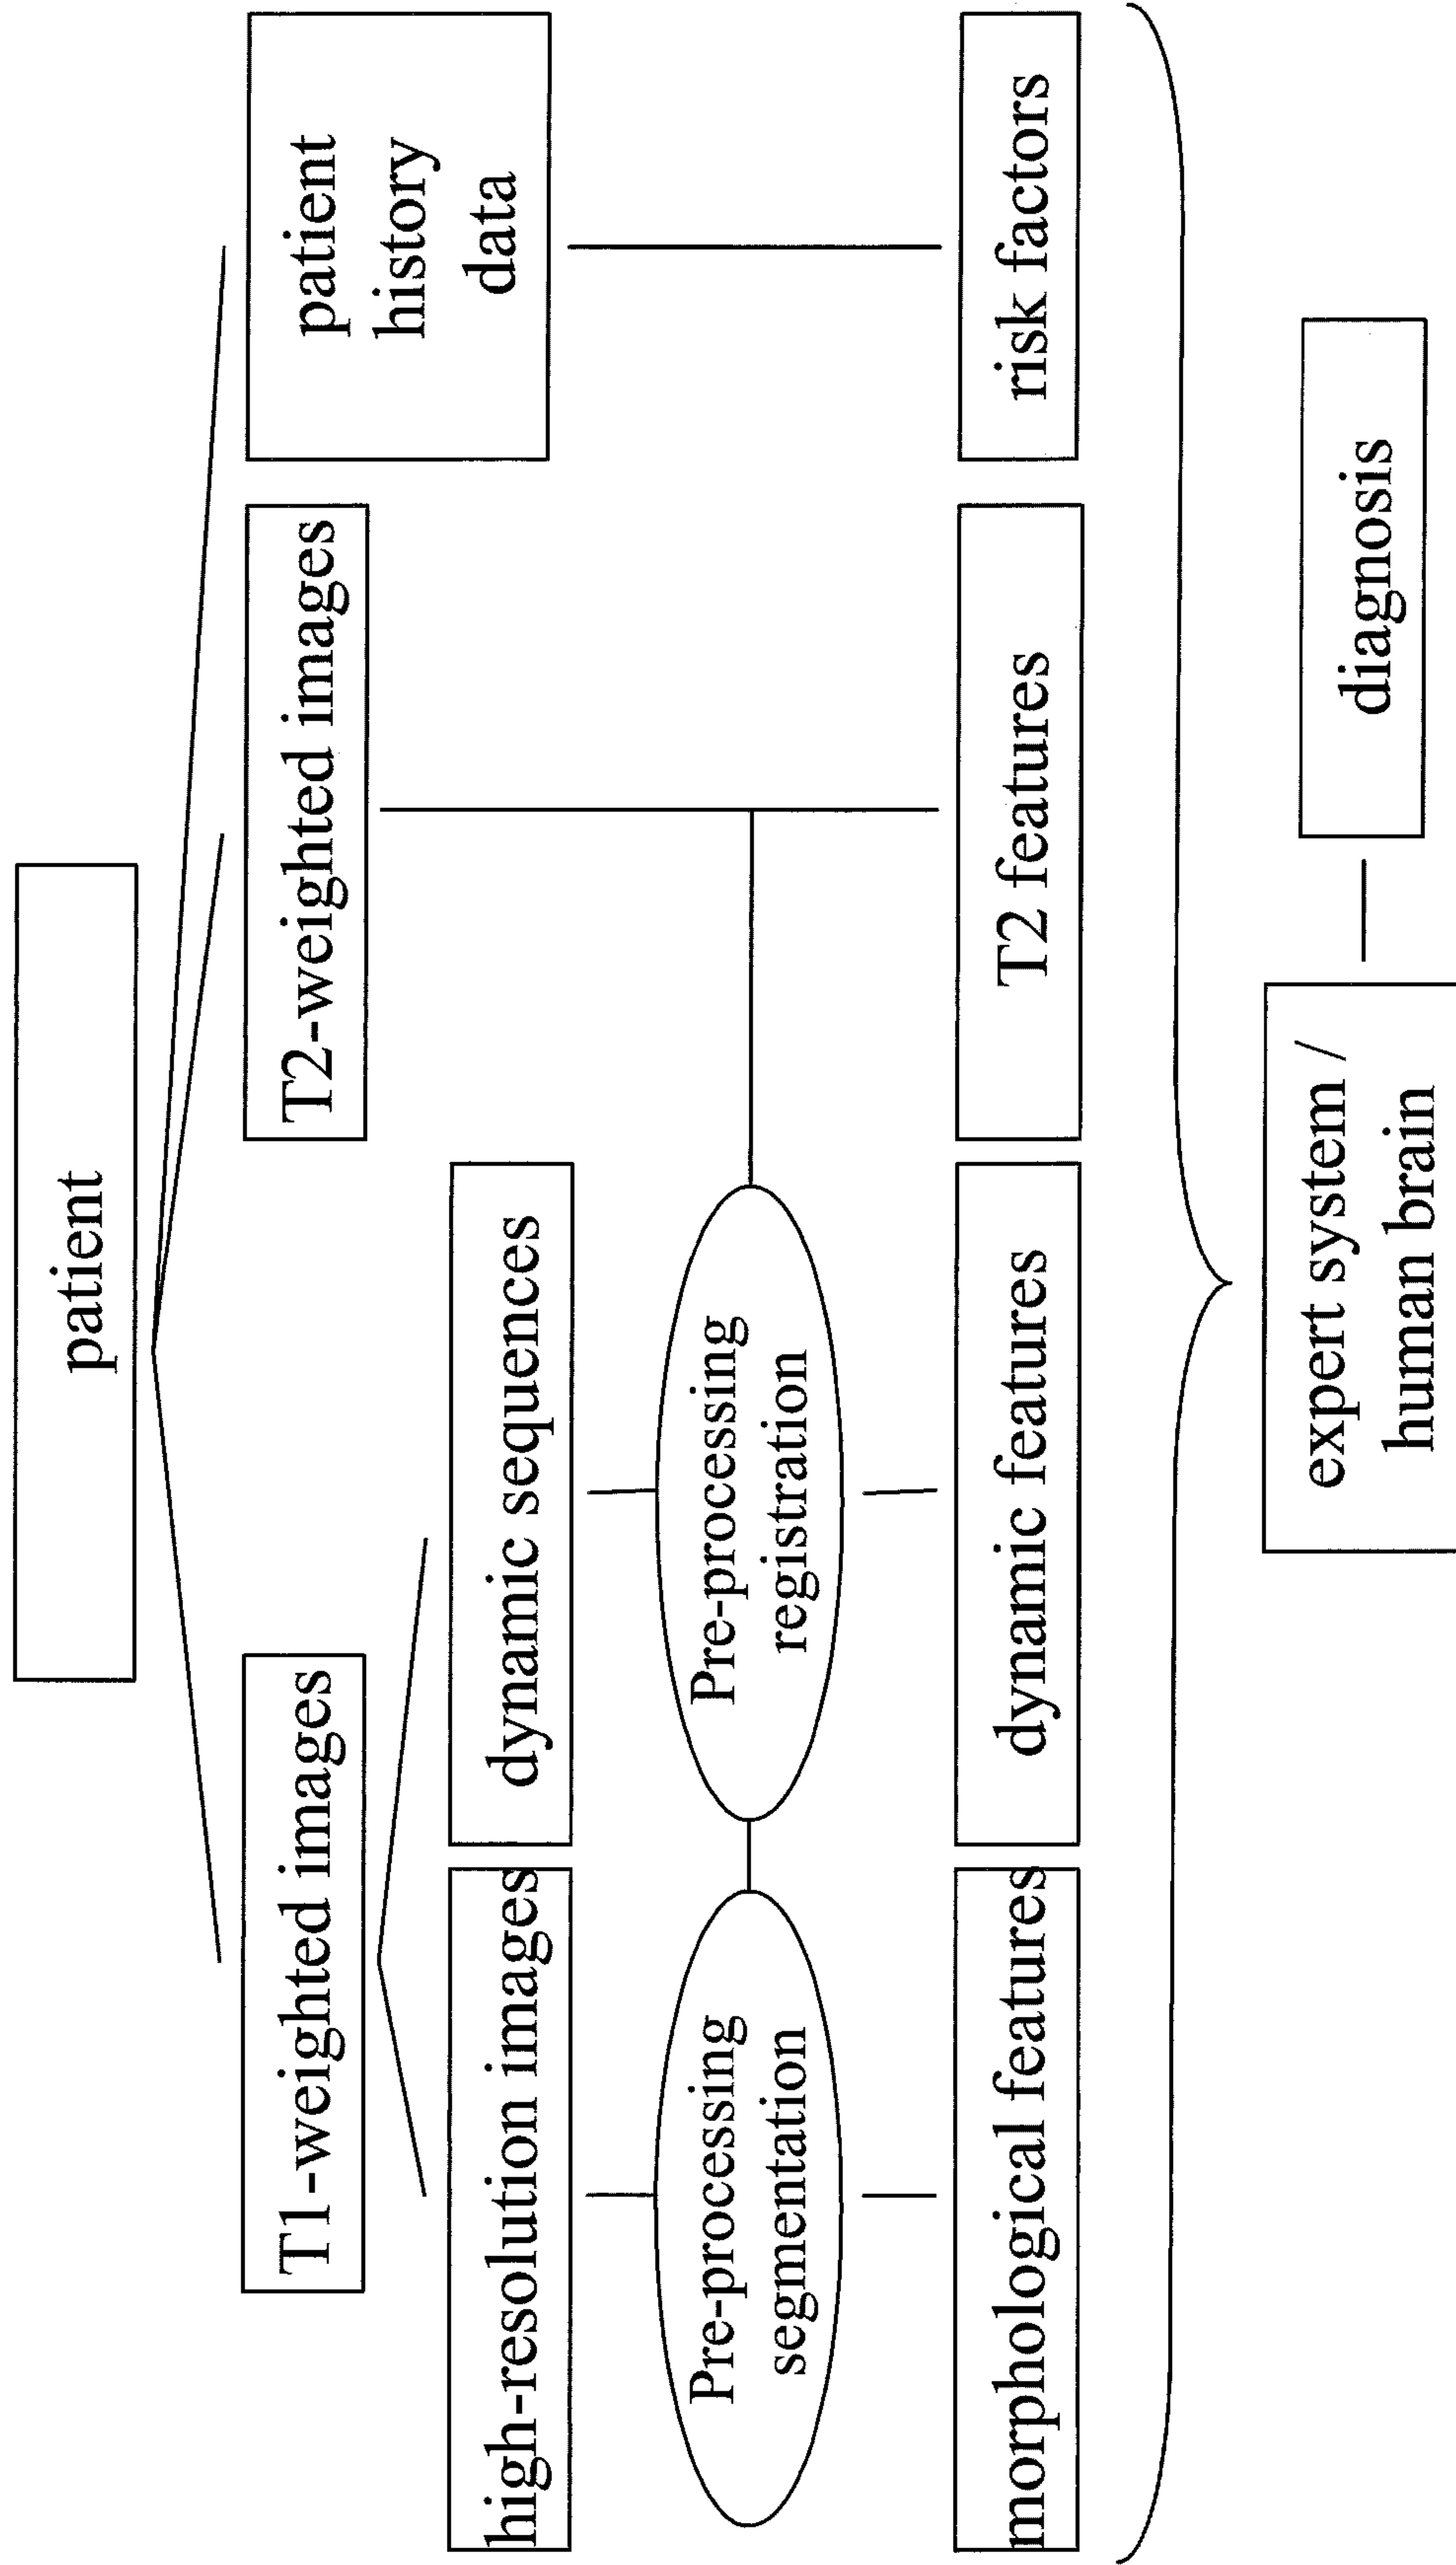 patient
T1-weighted images
T2-weighted images
patient
history
data
high-resolution images
dynamic sequences
Pre-processing
segmentation
Pre-processing
registration
morphological features
dynamic features
T2 features
risk factors
expert system /
human brain
diagnosis